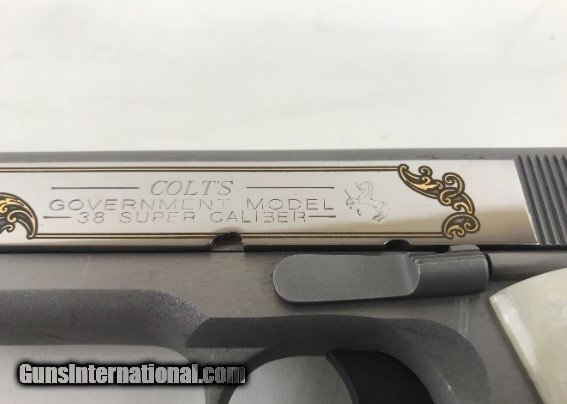 COLT'S
GOVERNMENT MODEL
38 SUPER CALIBER
GunsInternational.com